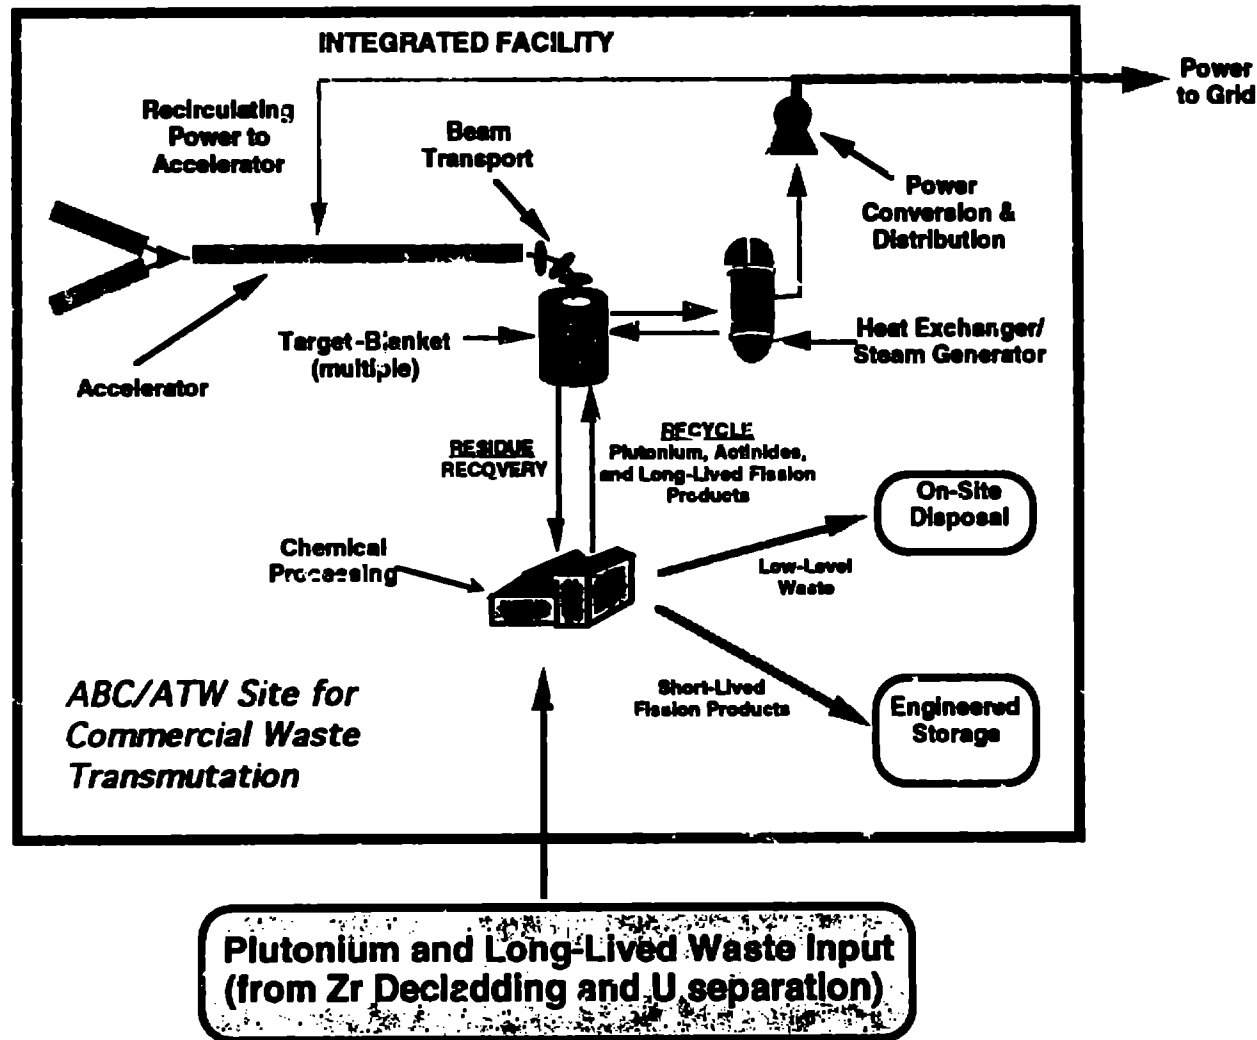 INTEGRATED FACILITY
Power
to Grid
Recirculating
Power to
Accelerator
Beam
Transport
Power
Conversion &
Distribution
Target-Blanket
(multiple)
Heat Exchanger/
Steam Generator
Accelerator
RESIDUE
RECOVERY
RECYCLE
Plutonium, Actinides,
and Long-Lived Fission
Products
On-Site
Disposal
Chemical
Processing
Low-Level
Waste
ABC/ATW Site for
Commercial Waste
Transmutation
Short-Lived
Fission Products
Engineered
Storage
Plutonium and Long-Lived Waste Input
(from Zr Decladding and U separation)